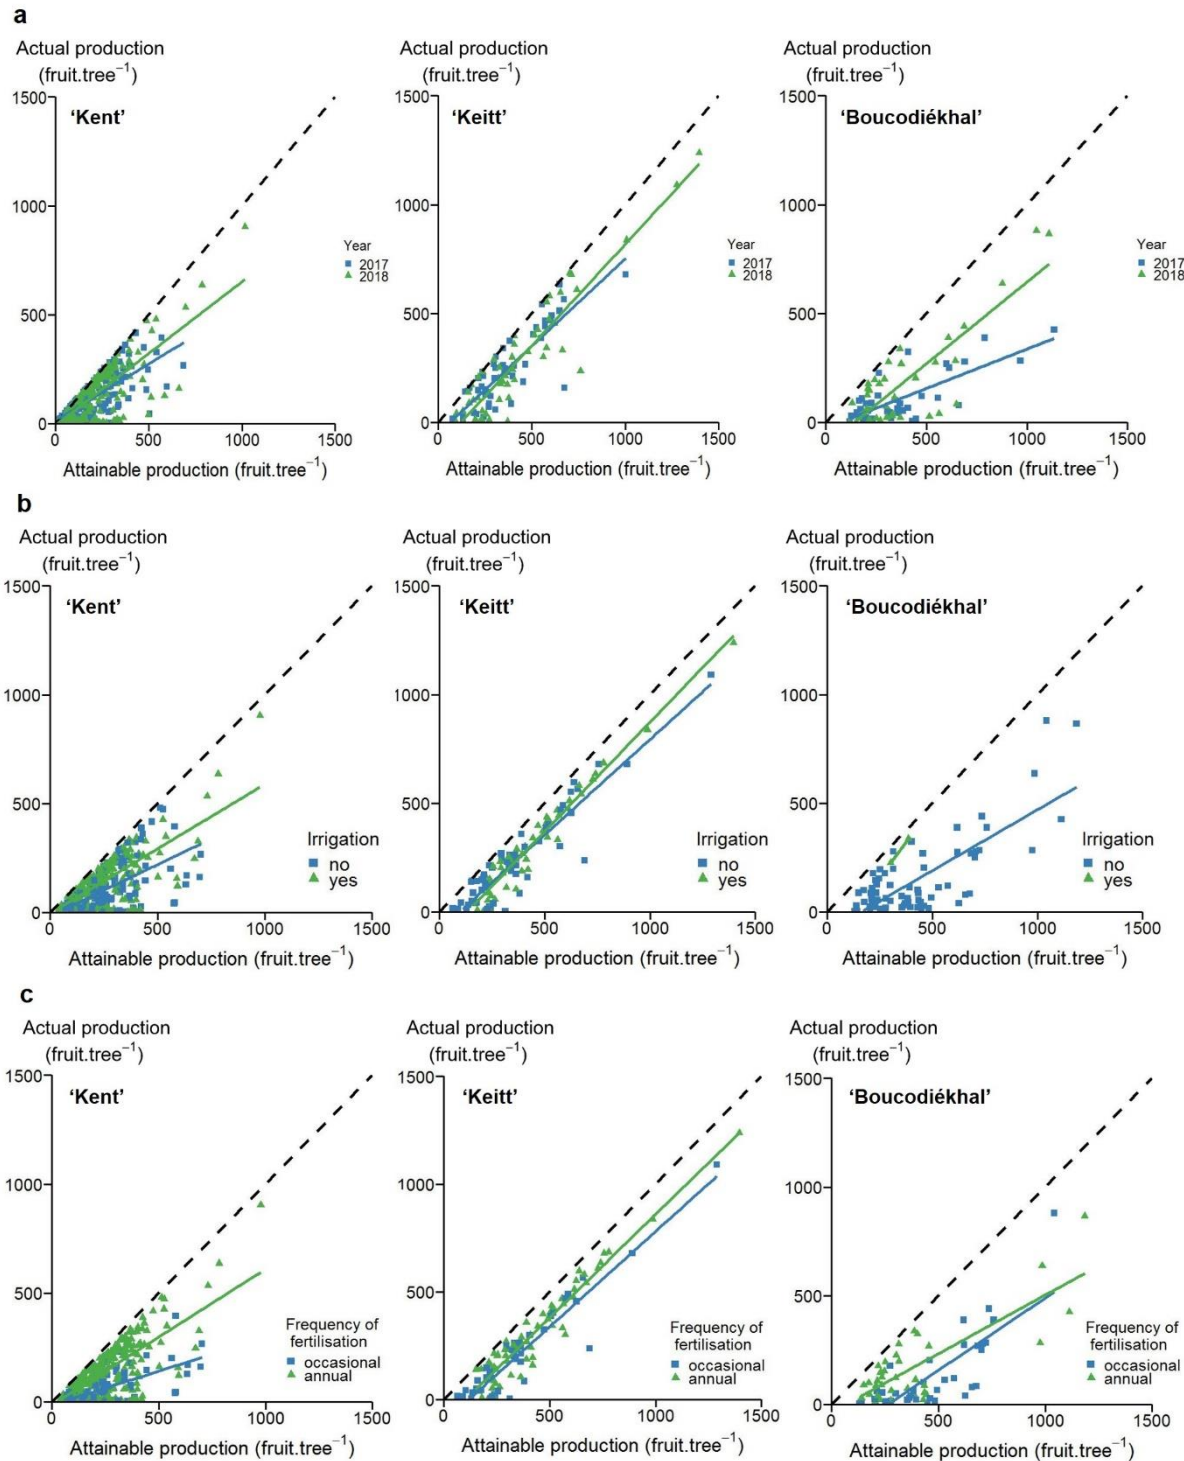 a
Actual production
(fruit.tree⁻¹)
1500
1000
500
0
‘Kent’
Year
2017
2018
0 500 1000 1500
Attainable production (fruit.tree⁻¹)
Actual production
(fruit.tree⁻¹)
1500
1000
500
0
‘Keitt’
Year
2017
2018
0 500 1000 1500
Attainable production (fruit.tree⁻¹)
Actual production
(fruit.tree⁻¹)
1500
1000
500
0
‘Boucodiékhal’
Year
2017
2018
0 500 1000 1500
Attainable production (fruit.tree⁻¹)
b
Actual production
(fruit.tree⁻¹)
1500
1000
500
0
‘Kent’
Irrigation
no
yes
0 500 1000 1500
Attainable production (fruit.tree⁻¹)
Actual production
(fruit.tree⁻¹)
1500
1000
500
0
‘Keitt’
Irrigation
no
yes
0 500 1000 1500
Attainable production (fruit.tree⁻¹)
Actual production
(fruit.tree⁻¹)
1500
1000
500
0
‘Boucodiékhal’
Irrigation
no
yes
0 500 1000 1500
Attainable production (fruit.tree⁻¹)
c
Actual production
(fruit.tree⁻¹)
1500
1000
500
0
‘Kent’
Frequency of
fertilisation
occasional
annual
0 500 1000 1500
Attainable production (fruit.tree⁻¹)
Actual production
(fruit.tree⁻¹)
1500
1000
500
0
‘Keitt’
Frequency of
fertilisation
occasional
annual
0 500 1000 1500
Attainable production (fruit.tree⁻¹)
Actual production
(fruit.tree⁻¹)
1500
1000
500
0
‘Boucodiékhal’
Frequency of
fertilisation
occasional
annual
0 500 1000 1500
Attainable production (fruit.tree⁻¹)